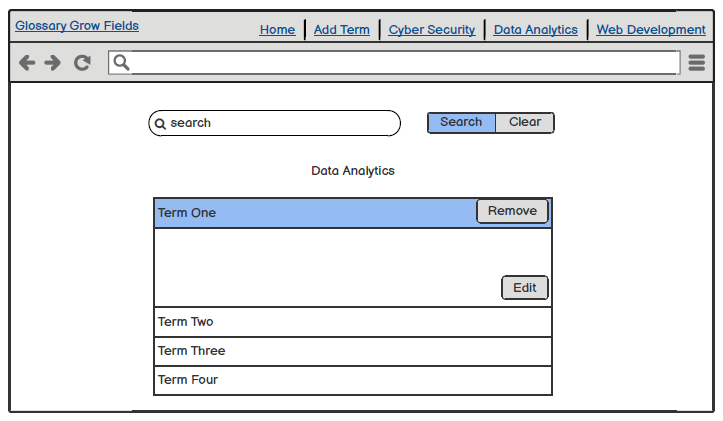 Glossary Grow Fields
Home Add Term Cyber Security Data Analytics Web Development
search Search Clear
Data Analytics
Term One Remove
Edit
Term Two
Term Three
Term Four